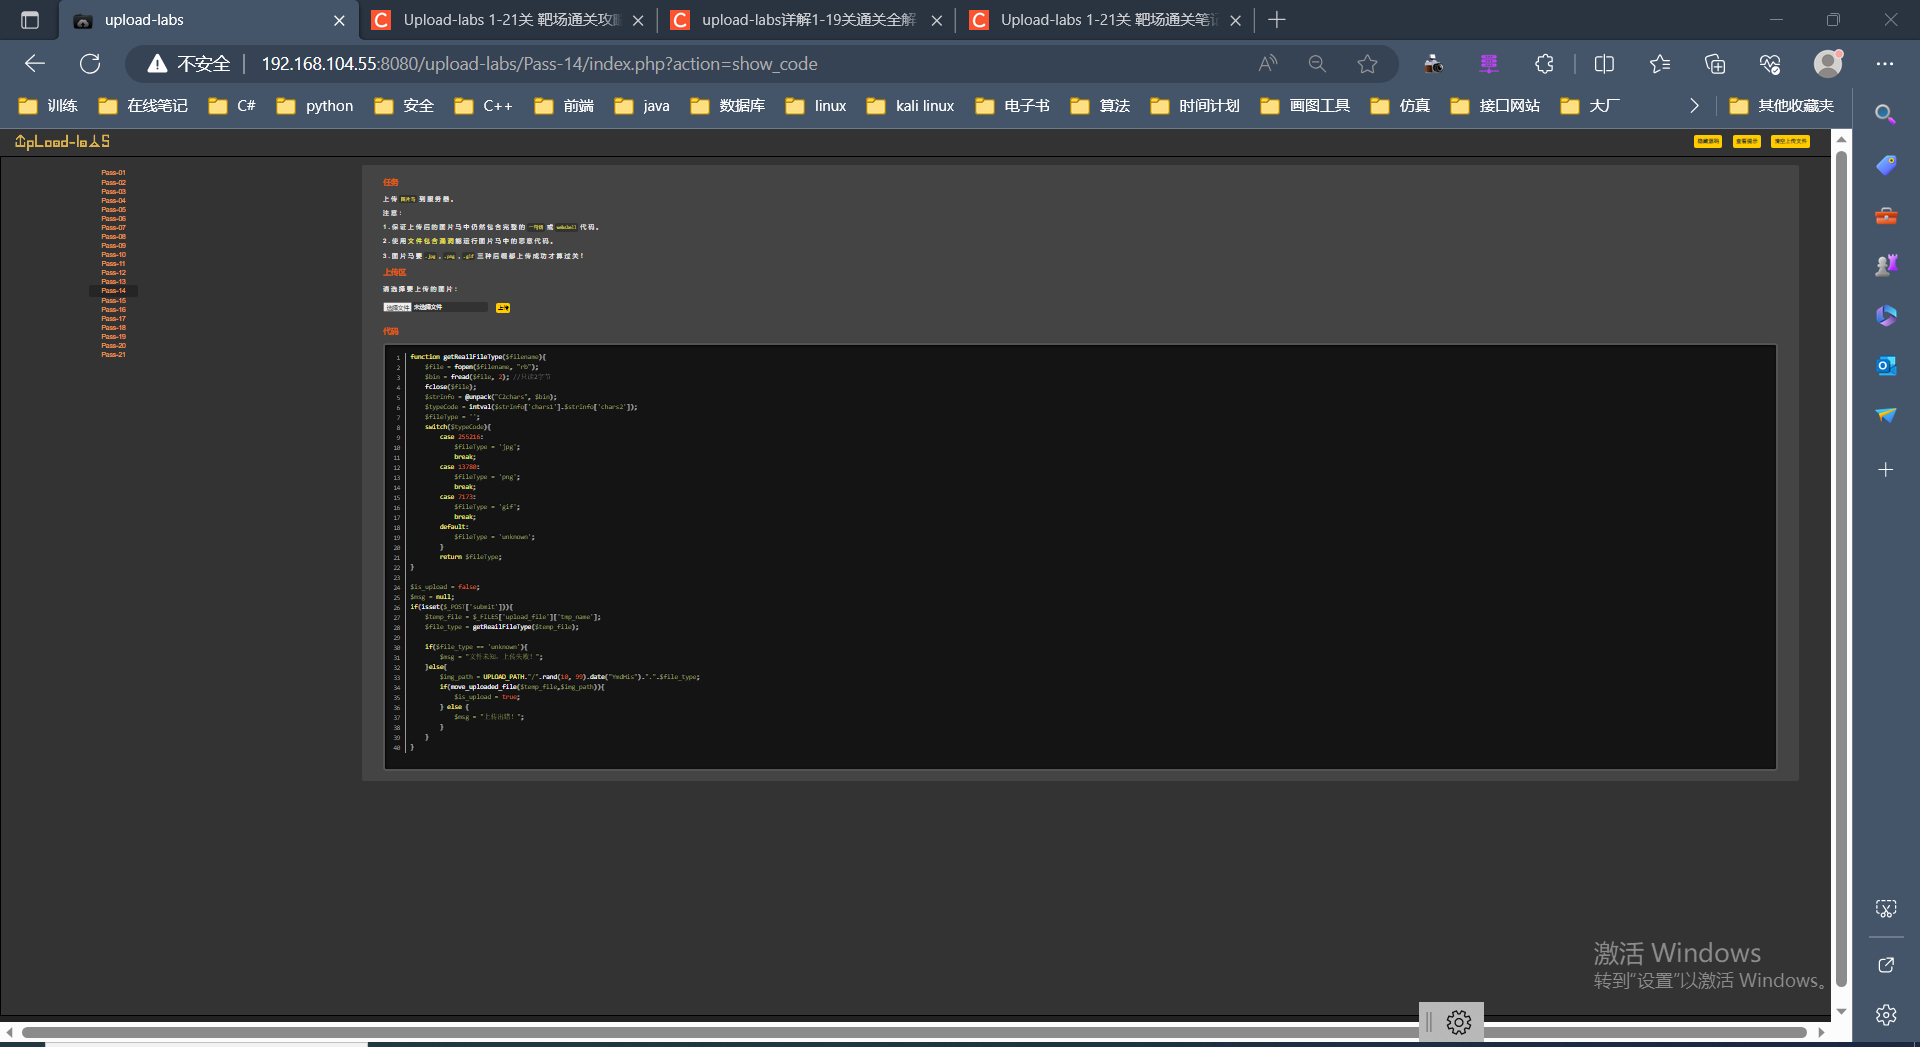 upload-labs
Upload-labs 1-21关 靶场通关攻略
upload-labs详解1-19关通关全解
Upload-labs 1-21关 靶场通关笔记
不安全
192.168.104.55:8080/upload-labs/Pass-14/index.php?action=show_code
训练
在线笔记
C#
python
安全
C++
前端
java
数据库
linux
kali linux
电子书
算法
时间计划
画图工具
仿真
接口网站
大厂
其他收藏夹
UpLoad-labS
隐藏源码
查看提示
清空上传文件
Pass-01
Pass-02
Pass-03
Pass-04
Pass-05
Pass-06
Pass-07
Pass-08
Pass-09
Pass-10
Pass-11
Pass-12
Pass-13
Pass-14
Pass-15
Pass-16
Pass-17
Pass-18
Pass-19
Pass-20
Pass-21
任务
上传 图片马 到服务器。
注意：
1.保证上传后的图片马中仍然包含完整的 一句话 或 webshell 代码。
2.使用文件包含漏洞能运行图片马中的恶意代码。
3.图片马要 .jpg , .png , .gif 三种后缀都上传成功才算过关！
上传区
请选择要上传的图片：
选择文件 未选择文件
上传
代码
1 function getReailFileType($filename){
2     $file = fopen($filename, "rb");
3     $bin = fread($file, 2); //只读2字节
4     fclose($file);
5     $strInfo = @unpack("C2chars", $bin);
6     $typeCode = intval($strInfo['chars1'].$strInfo['chars2']);
7     $fileType = '';
8     switch($typeCode){
9         case 255216:
10             $fileType = 'jpg';
11             break;
12         case 13780:
13             $fileType = 'png';
14             break;
15         case 7173:
16             $fileType = 'gif';
17             break;
18         default:
19             $fileType = 'unknown';
20         }
21         return $fileType;
22 }
23
24 $is_upload = false;
25 $msg = null;
26 if(isset($_POST['submit'])){
27     $temp_file = $_FILES['upload_file']['tmp_name'];
28     $file_type = getReailFileType($temp_file);
29
30     if($file_type == 'unknown'){
31         $msg = "文件未知，上传失败！";
32     }else{
33         $img_path = UPLOAD_PATH."/".rand(10, 99).date("YmdHis").".".$file_type;
34         if(move_uploaded_file($temp_file,$img_path)){
35             $is_upload = true;
36         } else {
37             $msg = "上传出错！";
38         }
39     }
40 }
激活 Windows
转到"设置"以激活 Windows。